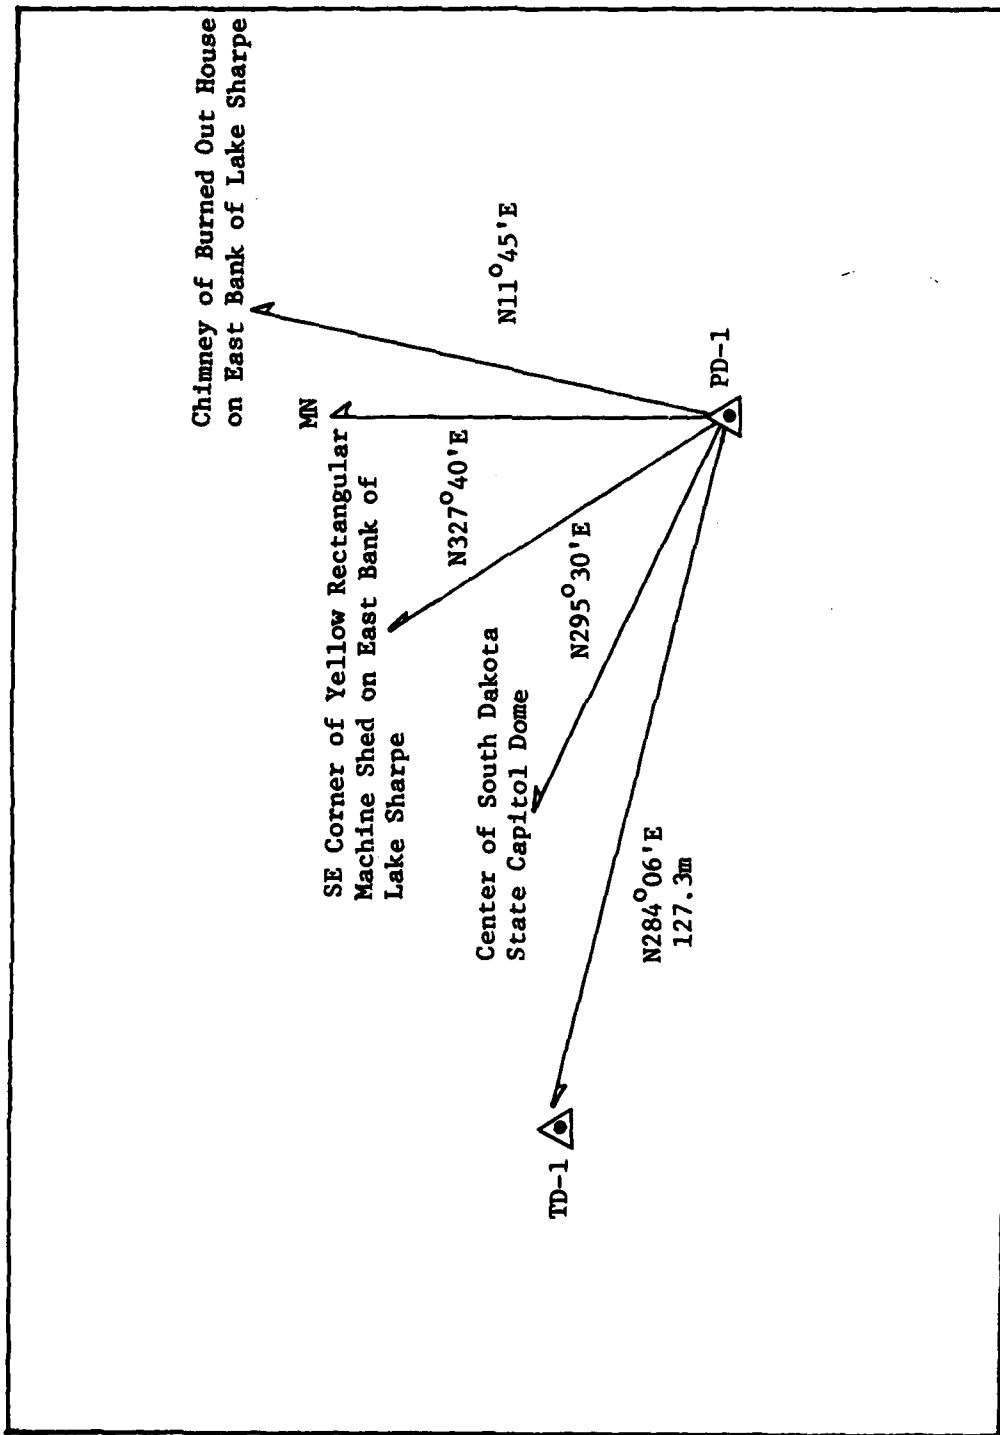 Chimney of Burned Out House
on East Bank of Lake Sharpe
MN
SE Corner of Yellow Rectangular
Machine Shed on East Bank of
Lake Sharpe
N11°45'E
N327°40'E
Center of South Dakota
State Capitol Dome
N295°30'E
PD-1
N284°06'E
127.3m
TD-1